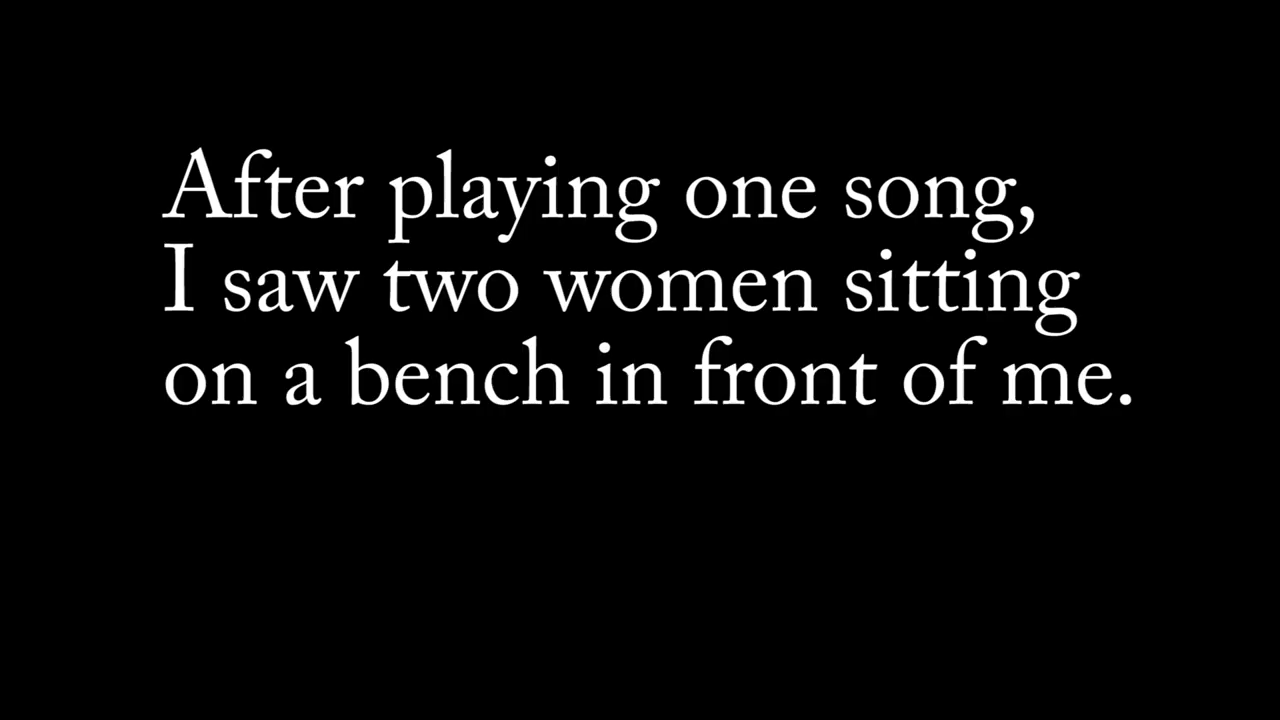 After playing one song,
I saw two women sitting
on a bench in front of me.